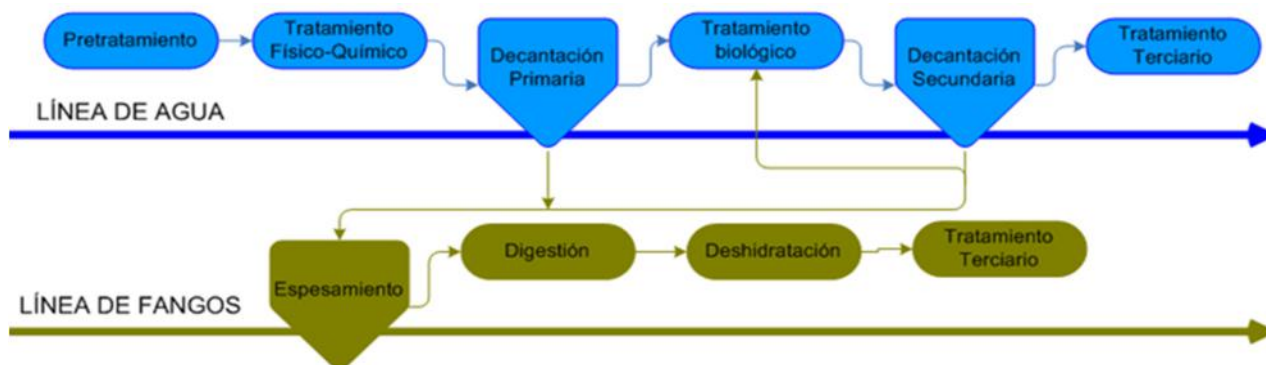 Pretratamiento
Tratamiento
Físico-Químico
Decantación
Primaria
Tratamiento
biológico
Decantación
Secundaria
Tratamiento
Terciario
LÍNEA DE AGUA
Espesamiento
Digestión
Deshidratación
Tratamiento
Terciario
LÍNEA DE FANGOS